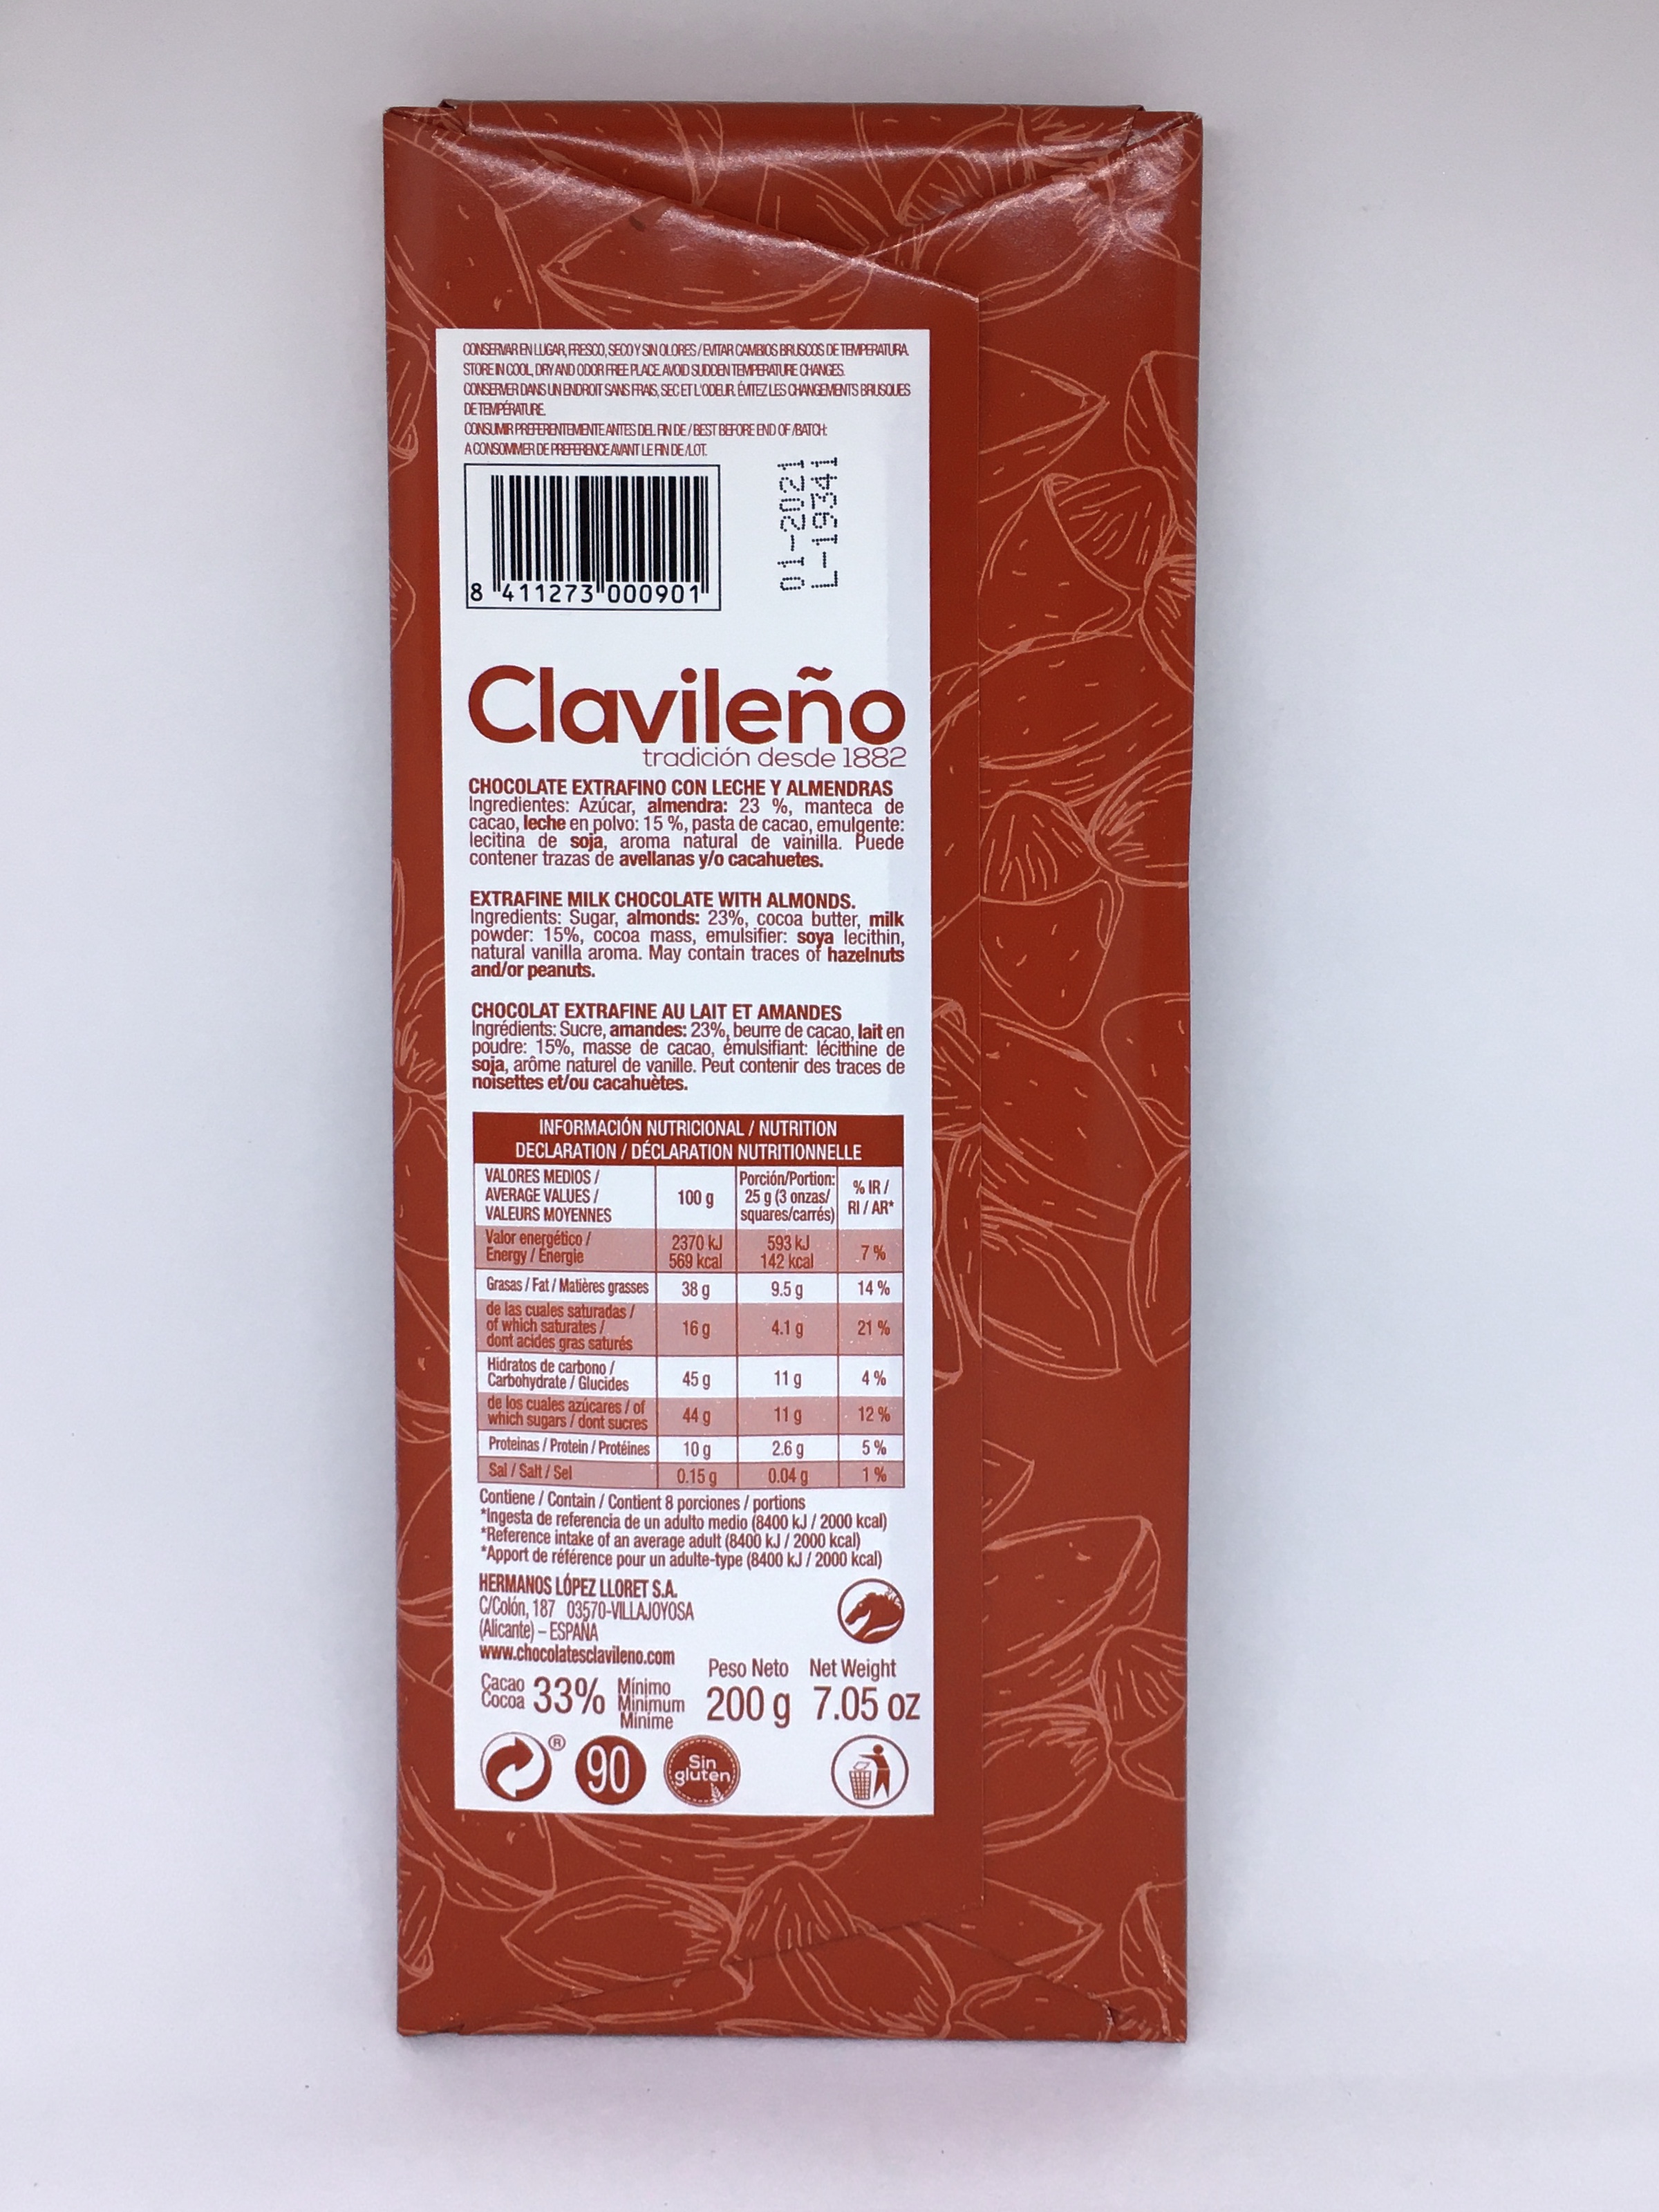 CONSERVAR EN LUGAR, FRESCO, SECO Y SIN OLORES / EVITAR CAMBIOS BRUSCOS DE TEMPERATURA.
STORE IN COOL, DRY AND ODOR FREE PLACE. AVOID SUDDEN TEMPERATURE CHANGES.
CONSERVER DANS UN ENDROIT SANS FRAIS, SEC ET L'ODEUR. ÉVITEZ LES CHANGEMENTS BRUSQUES
DE TEMPÉRATURE.
CONSUMIR PREFERENTEMENTE ANTES DEL FIN DE / BEST BEFORE END OF /BATCH:
A CONSOMMER DE PREFERENCE AVANT LE FIN DE /LOT.
01-2021
L-19341
8 411273 000901
Clavileño
tradición desde 1882
CHOCOLATE EXTRAFINO CON LECHE Y ALMENDRAS
Ingredientes: Azúcar, almendra: 23 %, manteca de
cacao, leche en polvo: 15 %, pasta de cacao, emulgente:
lecitina de soja, aroma natural de vainilla. Puede
contener trazas de avellanas y/o cacahuetes.
EXTRAFINE MILK CHOCOLATE WITH ALMONDS.
Ingredients: Sugar, almonds: 23%, cocoa butter, milk
powder: 15%, cocoa mass, emulsifier: soya lecithin,
natural vanilla aroma. May contain traces of hazelnuts
and/or peanuts.
CHOCOLAT EXTRAFINE AU LAIT ET AMANDES
Ingrédients: Sucre, amandes: 23%, beurre de cacao, lait en
poudre: 15%, masse de cacao, émulsifiant: lécithine de
soja, arôme naturel de vanille. Peut contenir des traces de
noisettes et/ou cacahuètes.
INFORMACIÓN NUTRICIONAL / NUTRITION
DECLARATION / DÉCLARATION NUTRITIONNELLE
VALORES MEDIOS /
AVERAGE VALUES /
VALEURS MOYENNES
100 g
Porción/Portion:
25 g (3 onzas/
squares/carrés)
% IR /
RI / AR*
Valor energético /
Energy / Énergie
2370 kJ
569 kcal
593 kJ
142 kcal
7 %
Grasas / Fat / Matières grasses 38 g 9.5 g 14 %
de las cuales saturadas /
of which saturates /
dont acides gras saturés
16 g 4.1 g 21 %
Hidratos de carbono /
Carbohydrate / Glucides
45 g 11 g 4 %
de los cuales azúcares / of
which sugars / dont sucres
44 g 11 g 12 %
Proteinas / Protein / Protéines 10 g 2.6 g 5 %
Sal / Salt / Sel 0.15 g 0.04 g 1 %
Contiene / Contain / Contient 8 porciones / portions
*Ingesta de referencia de un adulto medio (8400 kJ / 2000 kcal)
*Reference intake of an average adult (8400 kJ / 2000 kcal)
*Apport de référence pour un adulte-type (8400 kJ / 2000 kcal)
HERMANOS LÓPEZ LLORET S.A.
C/Colón, 187 03570-VILLAJOYOSA
(Alicante) – ESPAÑA
www.chocolatesclavileno.com
Cacao
Cocoa
33%
Mínimo
Minimum
Minime
Peso Neto Net Weight
200 g 7.05 oz
®
90
Sin
gluten